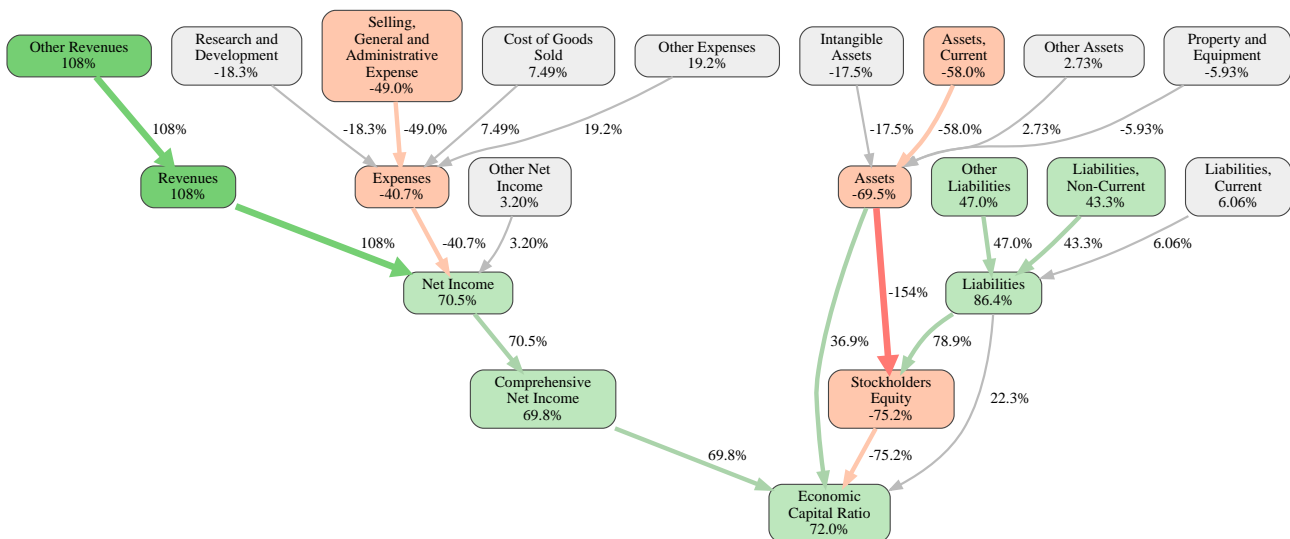 Other Revenues
108%
Research and
Development
-18.3%
Selling,
General and
Administrative
Expense
-49.0%
Cost of Goods
Sold
7.49%
Other Expenses
19.2%
Intangible
Assets
-17.5%
Assets,
Current
-58.0%
Other Assets
2.73%
Property and
Equipment
-5.93%
108%
-18.3%
-49.0%
7.49%
19.2%
-17.5%
-58.0%
2.73%
-5.93%
Revenues
108%
Expenses
-40.7%
Other Net
Income
3.20%
Assets
-69.5%
Other
Liabilities
47.0%
Liabilities,
Non-Current
43.3%
Liabilities,
Current
6.06%
108%
-40.7%
3.20%
47.0%
43.3%
6.06%
Net Income
70.5%
Liabilities
86.4%
-154%
70.5%
36.9%
78.9%
Comprehensive
Net Income
69.8%
Stockholders
Equity
-75.2%
22.3%
69.8%
-75.2%
Economic
Capital Ratio
72.0%